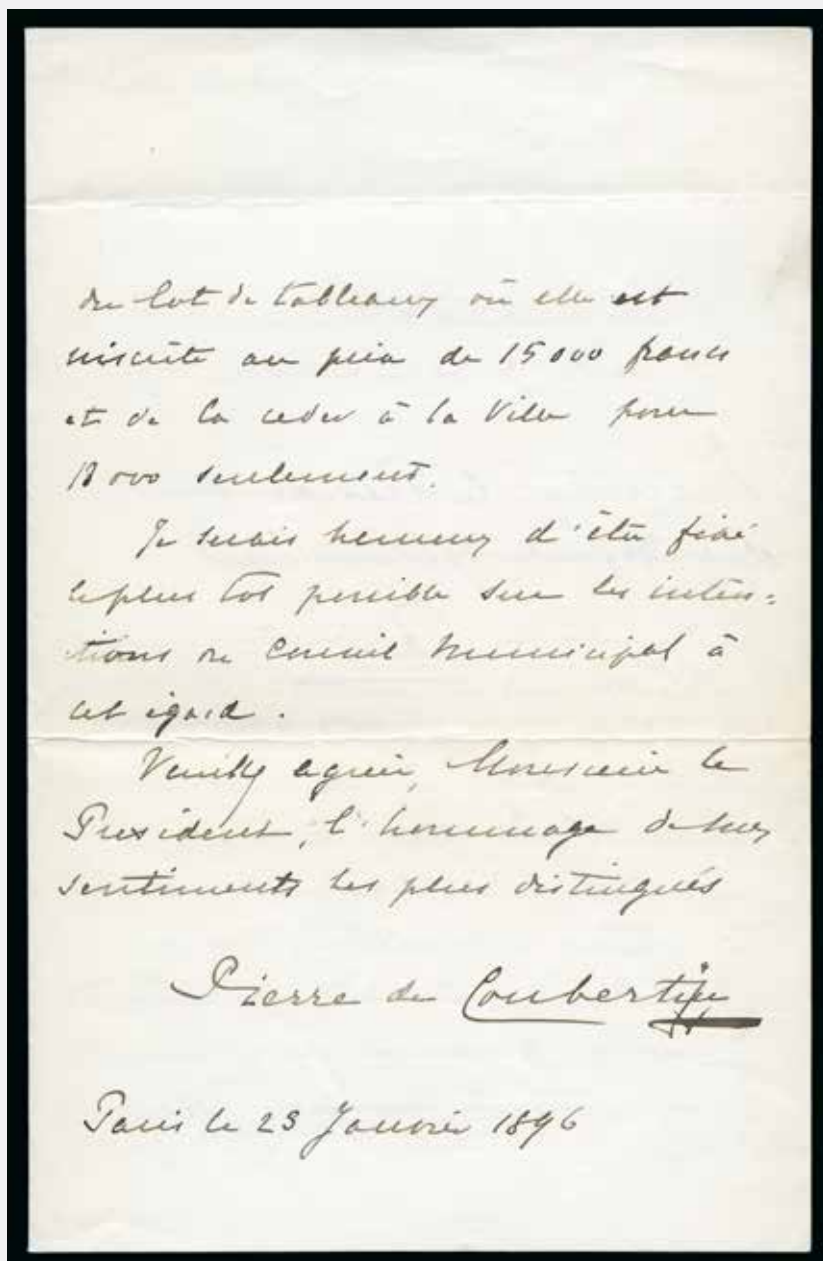 du lot de tableaux où elle est
inscrite au prix de 15000 francs
et de la céder à la Ville pour
seulement.
Je serais heureux d'être fixé
le plus tôt possible sur les inten=
tions du Conseil Municipal à
cet égard.
Veuillez agréer, Monsieur le
Président, l'hommage de mes
sentiments les plus distingués
Pierre de Coubertin
Paris le Janvier 1896